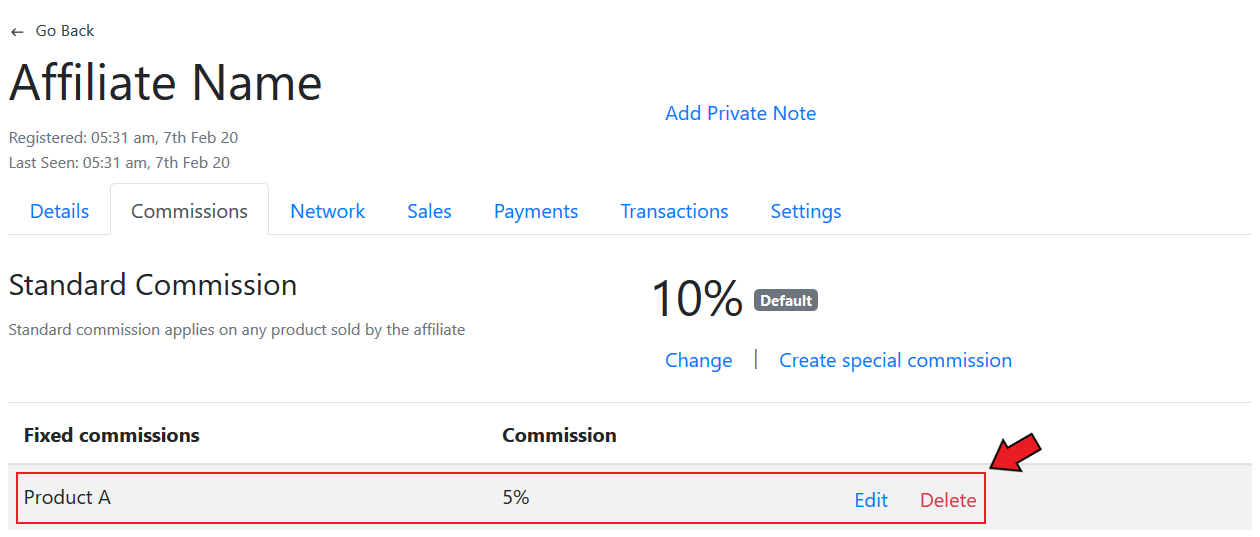 ← Go Back
Affiliate Name
Add Private Note
Registered: 05:31 am, 7th Feb 20
Last Seen: 05:31 am, 7th Feb 20
Details Commissions Network Sales Payments Transactions Settings
Standard Commission
10% Default
Standard commission applies on any product sold by the affiliate
Change | Create special commission
Fixed commissions Commission
Product A 5% Edit Delete